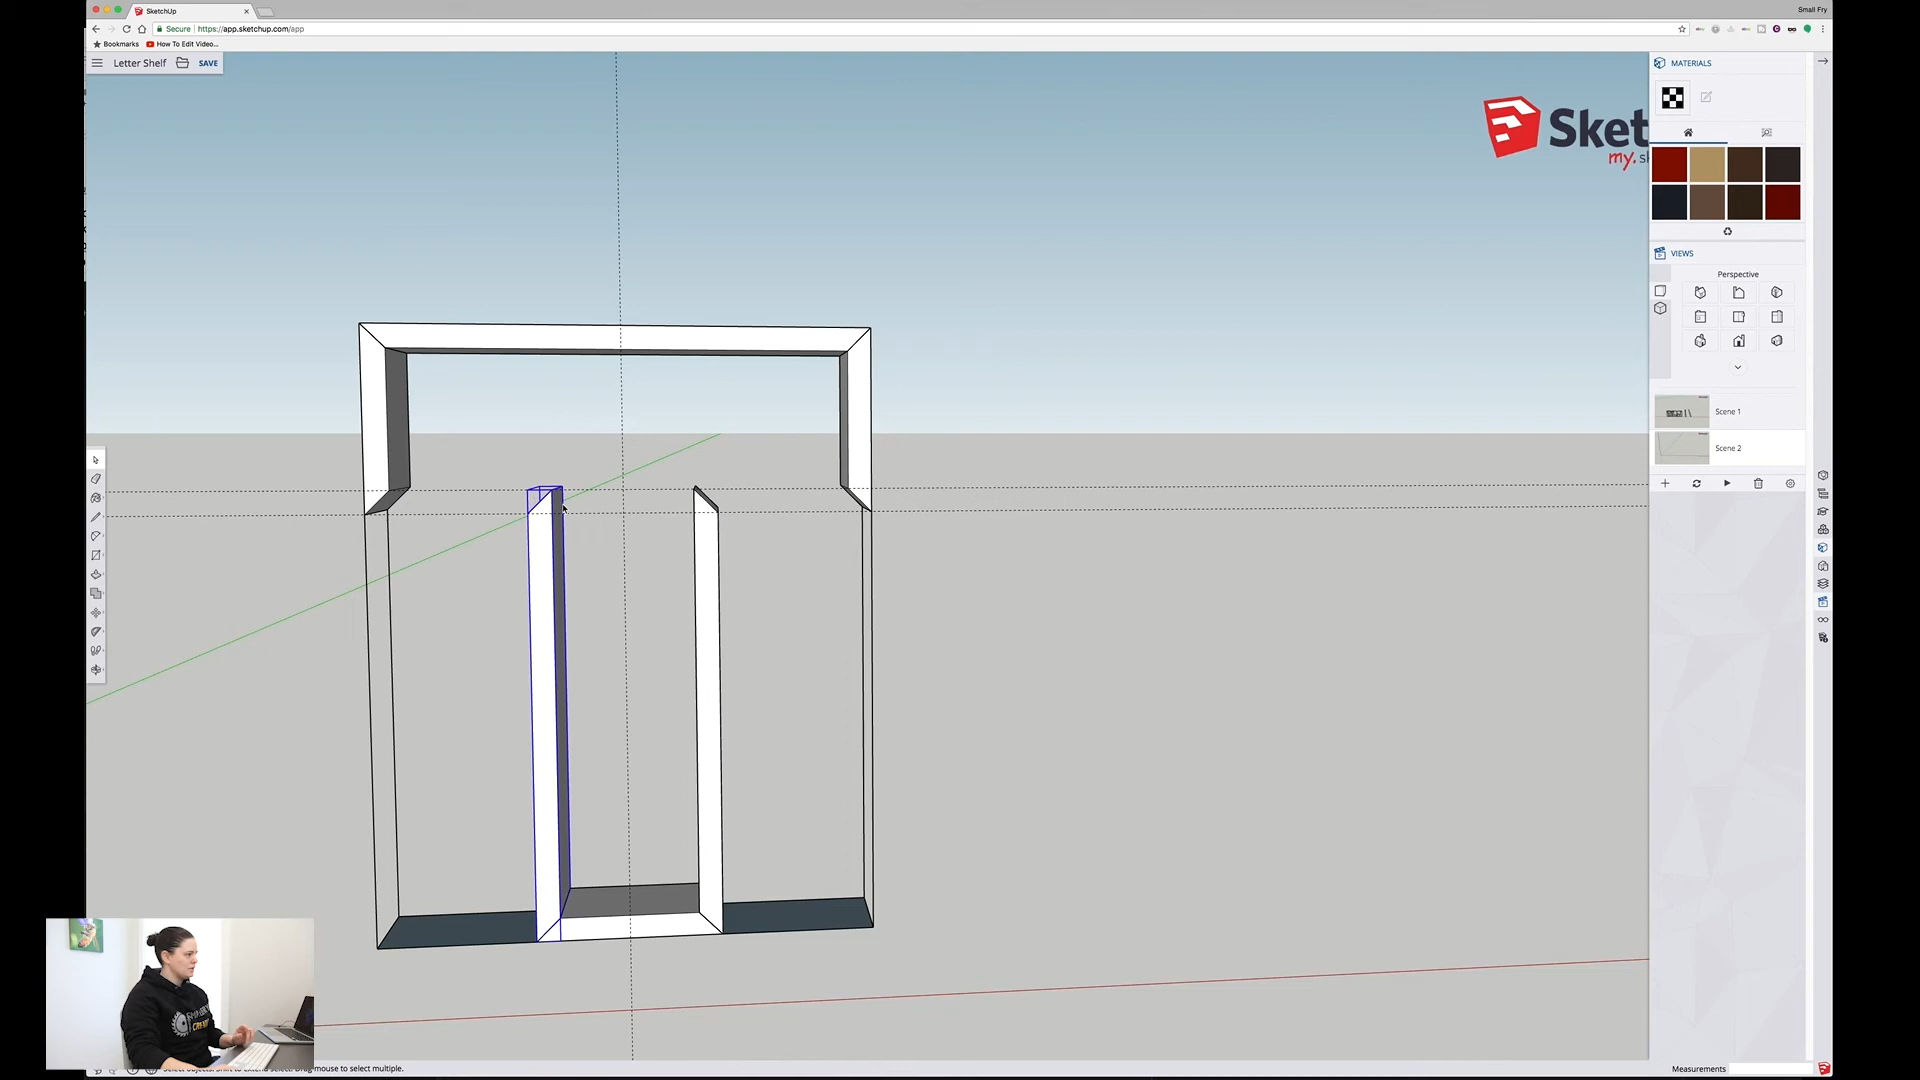 SketchUp
Small Fry
Secure https://app.sketchup.com/app
Bookmarks How To Edit Video...
Letter Shelf SAVE
MATERIALS
Sket
my.
VIEWS
Perspective
Scene 1
Scene 2
mouse to select multiple.
Measurements